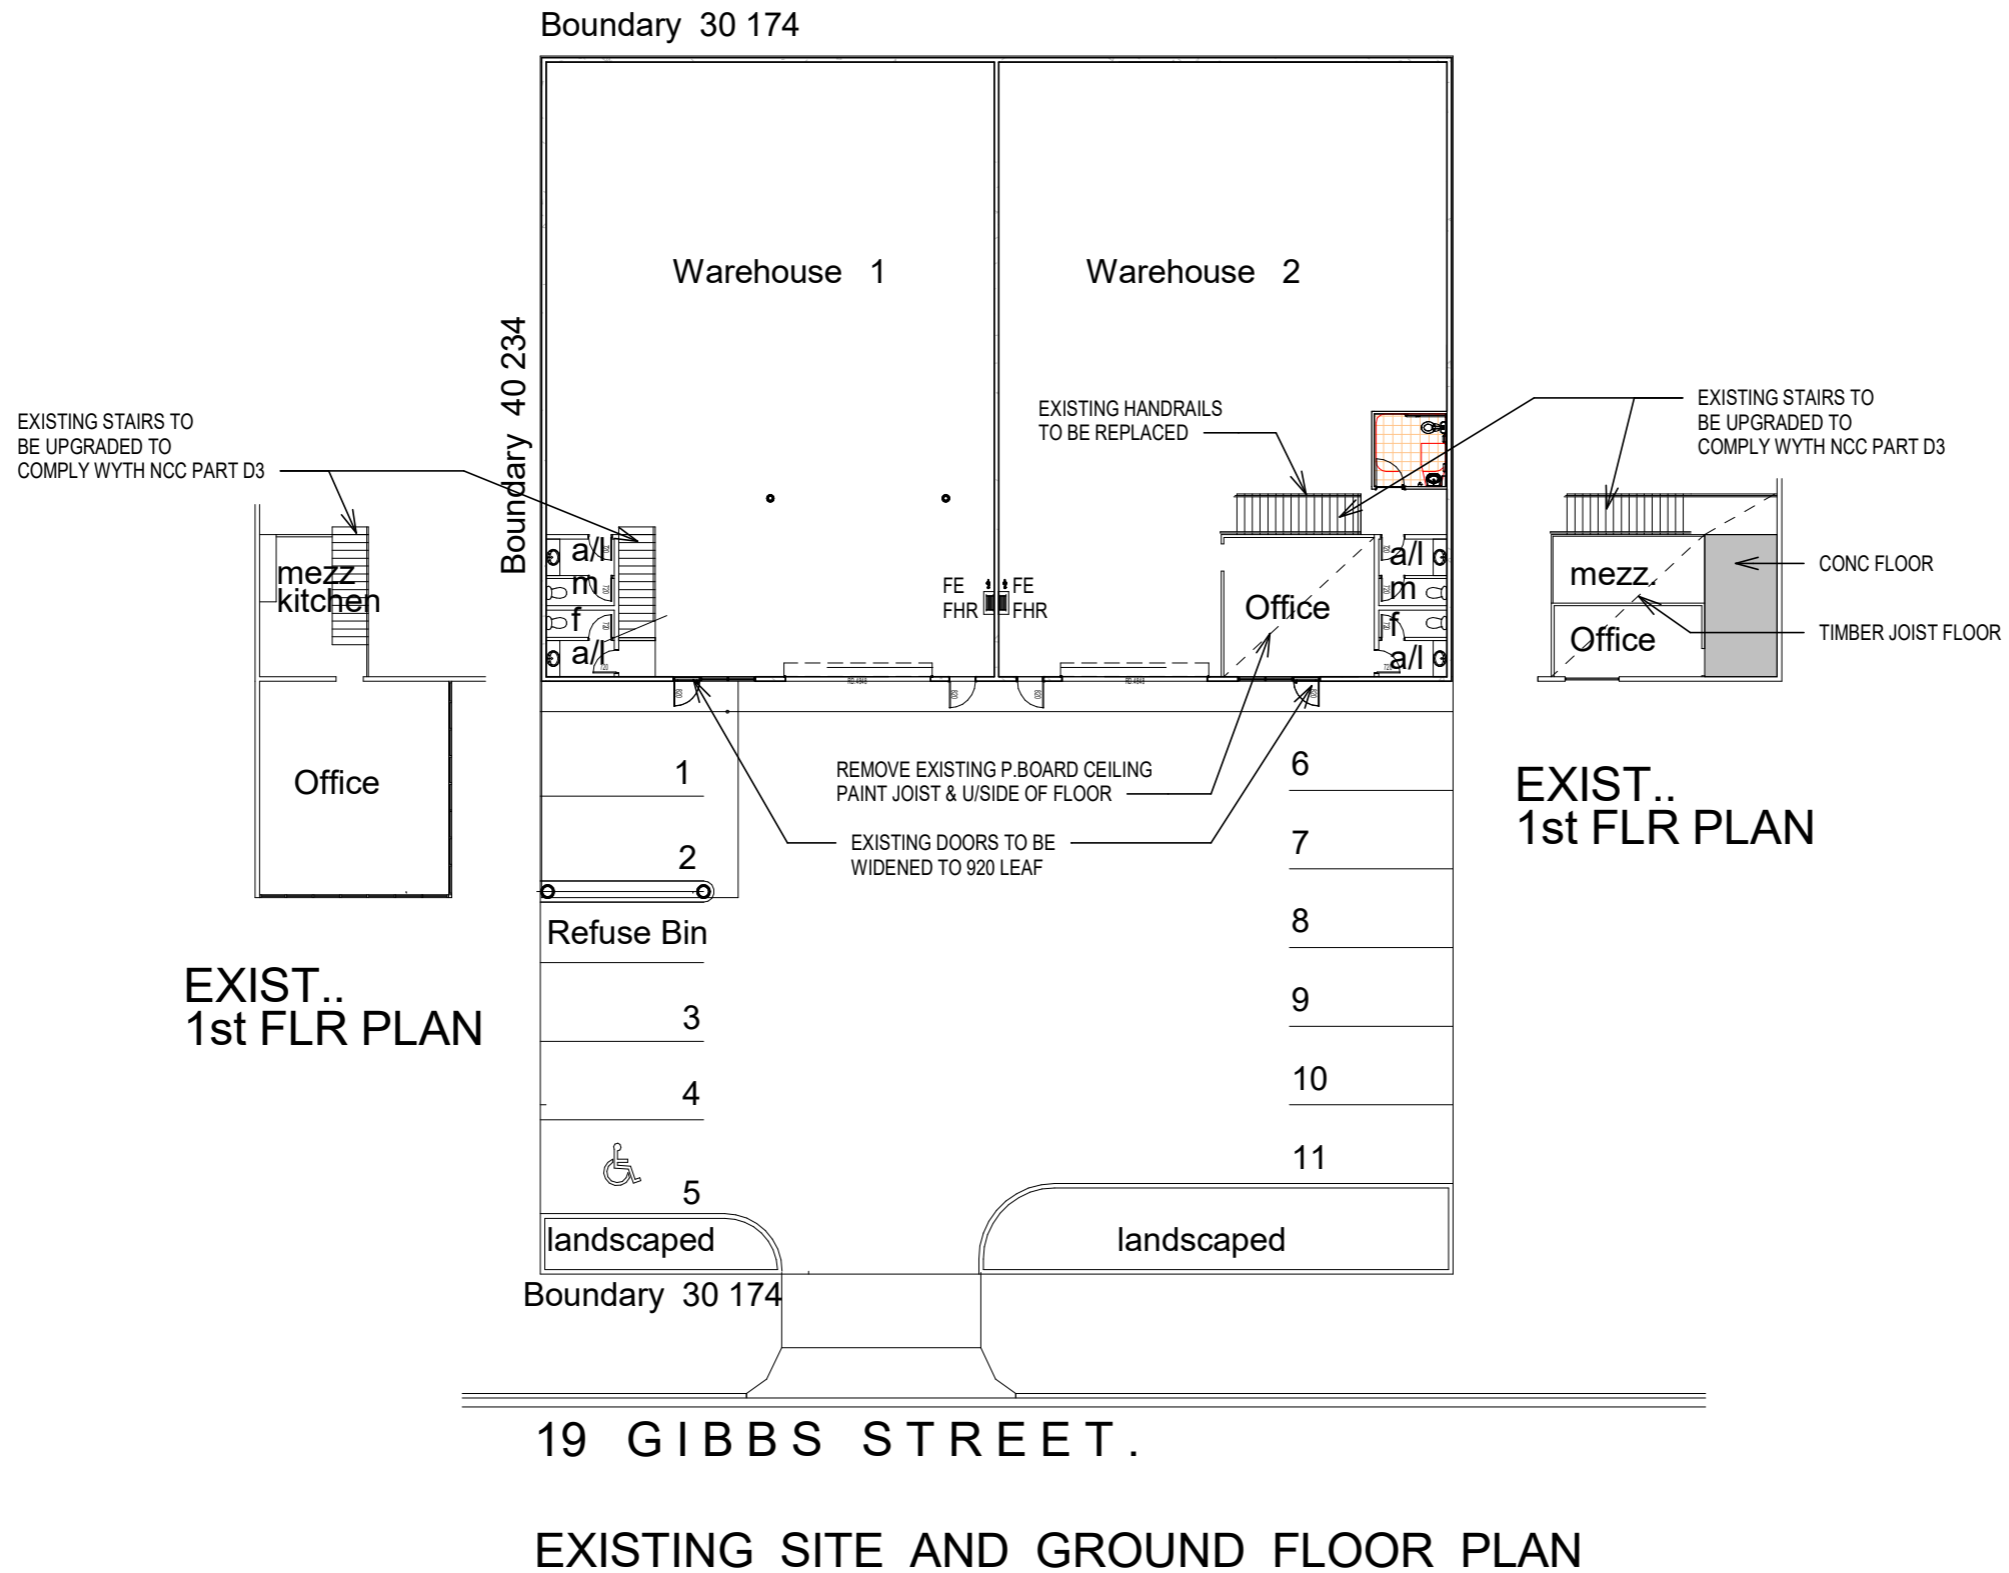 Boundary 30 174
Warehouse 1
Warehouse 2
Boundary 40 234
EXISTING STAIRS TO
BE UPGRADED TO
COMPLY WYTH NCC PART D3
EXISTING HANDRAILS
TO BE REPLACED
EXISTING STAIRS TO
BE UPGRADED TO
COMPLY WYTH NCC PART D3
mezz
kitchen
a/l
m
f
a/l
FE
FHR
FE
FHR
Office
a/l
m
f
a/l
mezz.
Office
CONC FLOOR
TIMBER JOIST FLOOR
820
820
820
820
Office
1
2
REMOVE EXISTING P.BOARD CEILING
PAINT JOIST & U/SIDE OF FLOOR
EXISTING DOORS TO BE
WIDENED TO 920 LEAF
6
7
EXIST..
1st FLR PLAN
Refuse Bin
8
EXIST..
1st FLR PLAN
3
9
4
10
5
11
landscaped
landscaped
Boundary 30 174
19 GIBBS STREET.
EXISTING SITE AND GROUND FLOOR PLAN